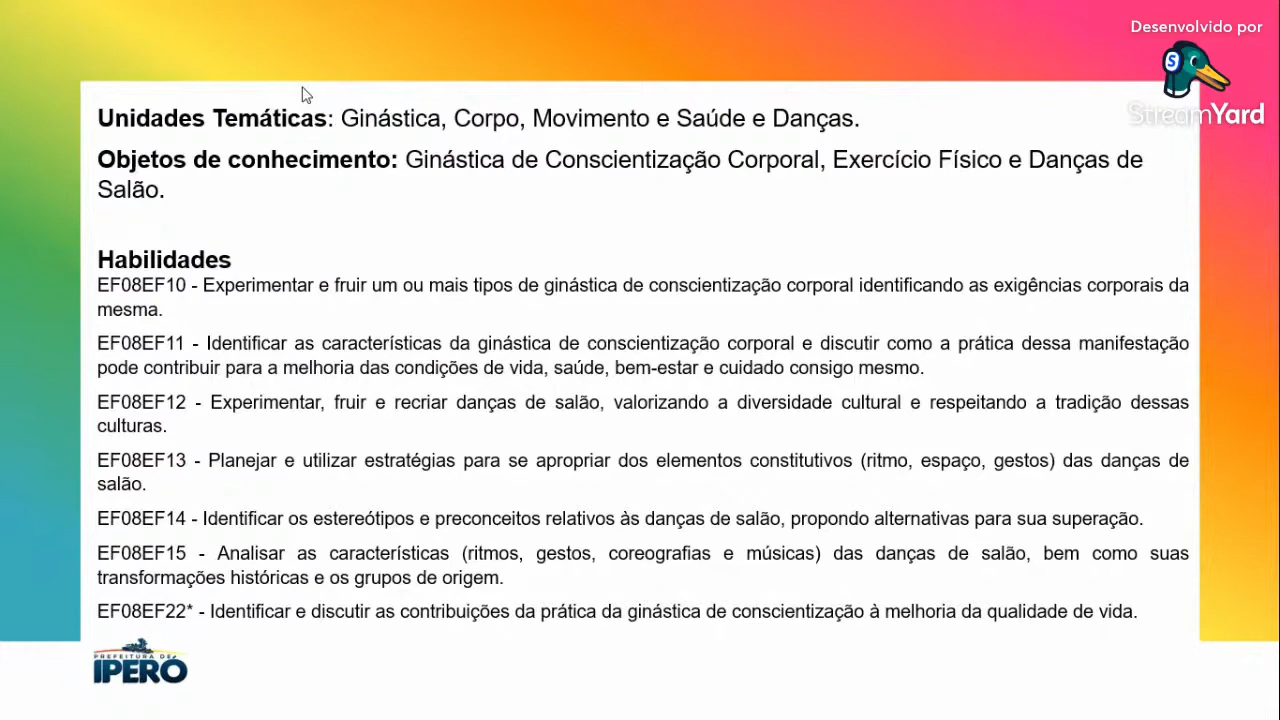 Desenvolvido por
StreamYard
Unidades Temáticas: Ginástica, Corpo, Movimento e Saúde e Danças.
Objetos de conhecimento: Ginástica de Conscientização Corporal, Exercício Físico e Danças de
Salão.
Habilidades
EF08EF10 - Experimentar e fruir um ou mais tipos de ginástica de conscientização corporal identificando as exigências corporais da
mesma.
EF08EF11 - Identificar as características da ginástica de conscientização corporal e discutir como a prática dessa manifestação
pode contribuir para a melhoria das condições de vida, saúde, bem-estar e cuidado consigo mesmo.
EF08EF12 - Experimentar, fruir e recriar danças de salão, valorizando a diversidade cultural e respeitando a tradição dessas
culturas.
EF08EF13 - Planejar e utilizar estratégias para se apropriar dos elementos constitutivos (ritmo, espaço, gestos) das danças de
salão.
EF08EF14 - Identificar os estereótipos e preconceitos relativos às danças de salão, propondo alternativas para sua superação.
EF08EF15 - Analisar as características (ritmos, gestos, coreografias e músicas) das danças de salão, bem como suas
transformações históricas e os grupos de origem.
EF08EF22* - Identificar e discutir as contribuições da prática da ginástica de conscientização à melhoria da qualidade de vida.
PREFEITURA DE
IPERÓ